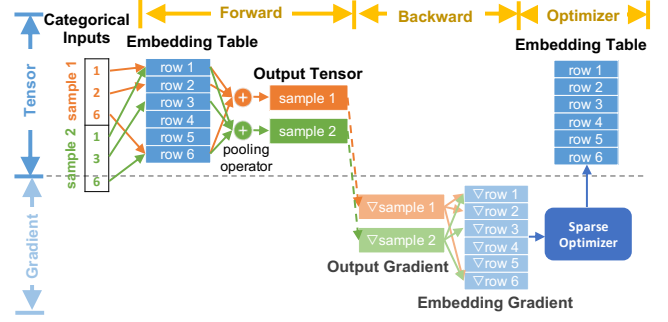 Forward
Backward
Optimizer
Categorical
Inputs
Embedding Table
Embedding Table
Output Tensor
Tensor
sample 1
sample 2
1
2
6
1
3
6
row 1
row 2
row 3
row 4
row 5
row 6
+
+
pooling
operator
sample 1
sample 2
row 1
row 2
row 3
row 4
row 5
row 6
Gradient
▽sample 1
▽sample 2
Output Gradient
▽row 1
▽row 2
▽row 3
▽row 4
▽row 5
▽row 6
Embedding Gradient
Sparse
Optimizer